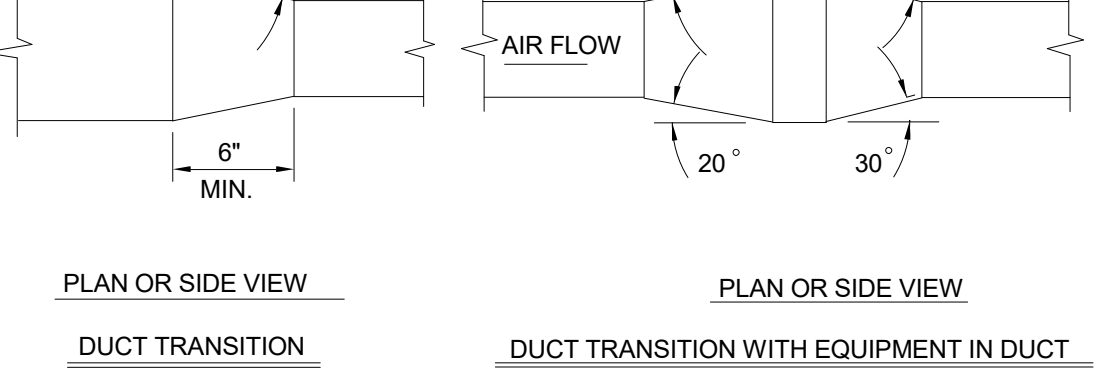 AIR FLOW
6"
MIN.
20°
30°
PLAN OR SIDE VIEW
DUCT TRANSITION
PLAN OR SIDE VIEW
DUCT TRANSITION WITH EQUIPMENT IN DUCT